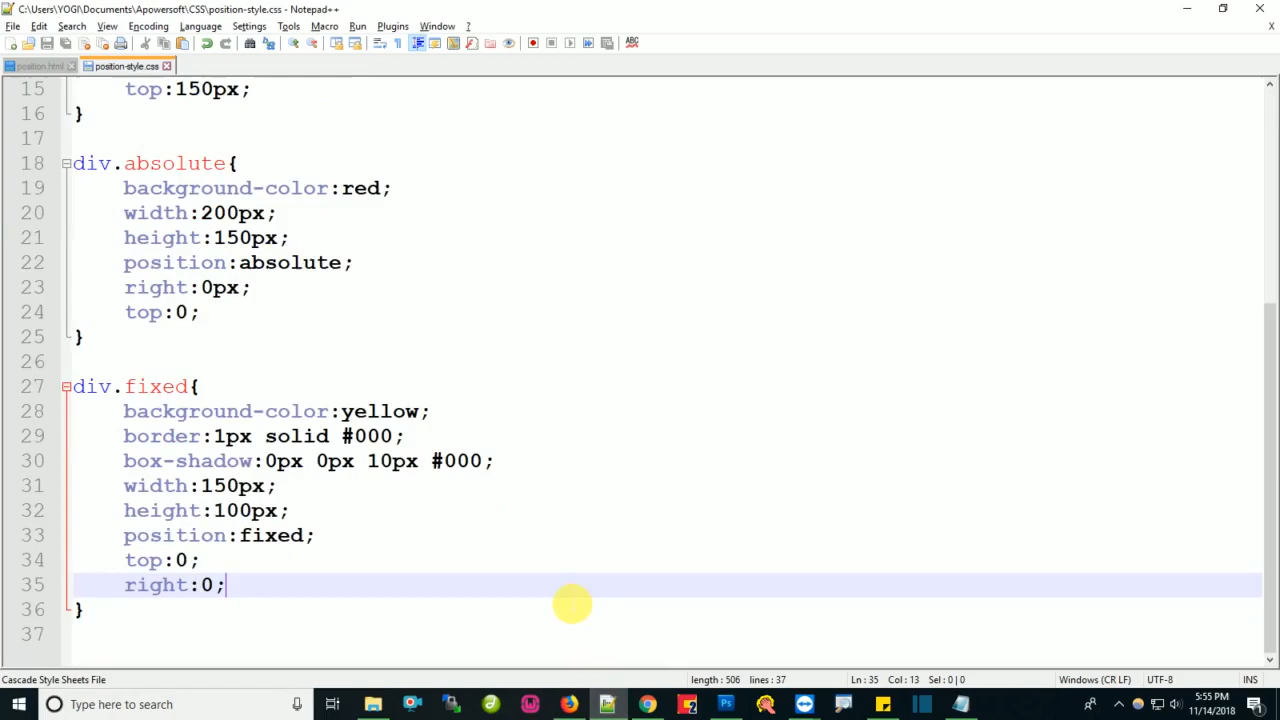 C:\Users\YOGI\Documents\Apowersoft\CSS\position-style.css - Notepad++
File Edit Search View Encoding Language Settings Tools Macro Run Plugins Window ?
X
position.html position-style.css
15 top:150px;
16 }
17
18 div.absolute{
19 background-color:red;
20 width:200px;
21 height:150px;
22 position:absolute;
23 right:0px;
24 top:0;
25 }
26
27 div.fixed{
28 background-color:yellow;
29 border:1px solid #000;
30 box-shadow:0px 0px 10px #000;
31 width:150px;
32 height:100px;
33 position:fixed;
34 top:0;
35 right:0;
36 }
37
Cascade Style Sheets File length : 506 lines : 37 Ln : 35 Col : 13 Sel : 0 | 0 Windows (CR LF) UTF-8 INS
Type here to search
5:55 PM
11/14/2018